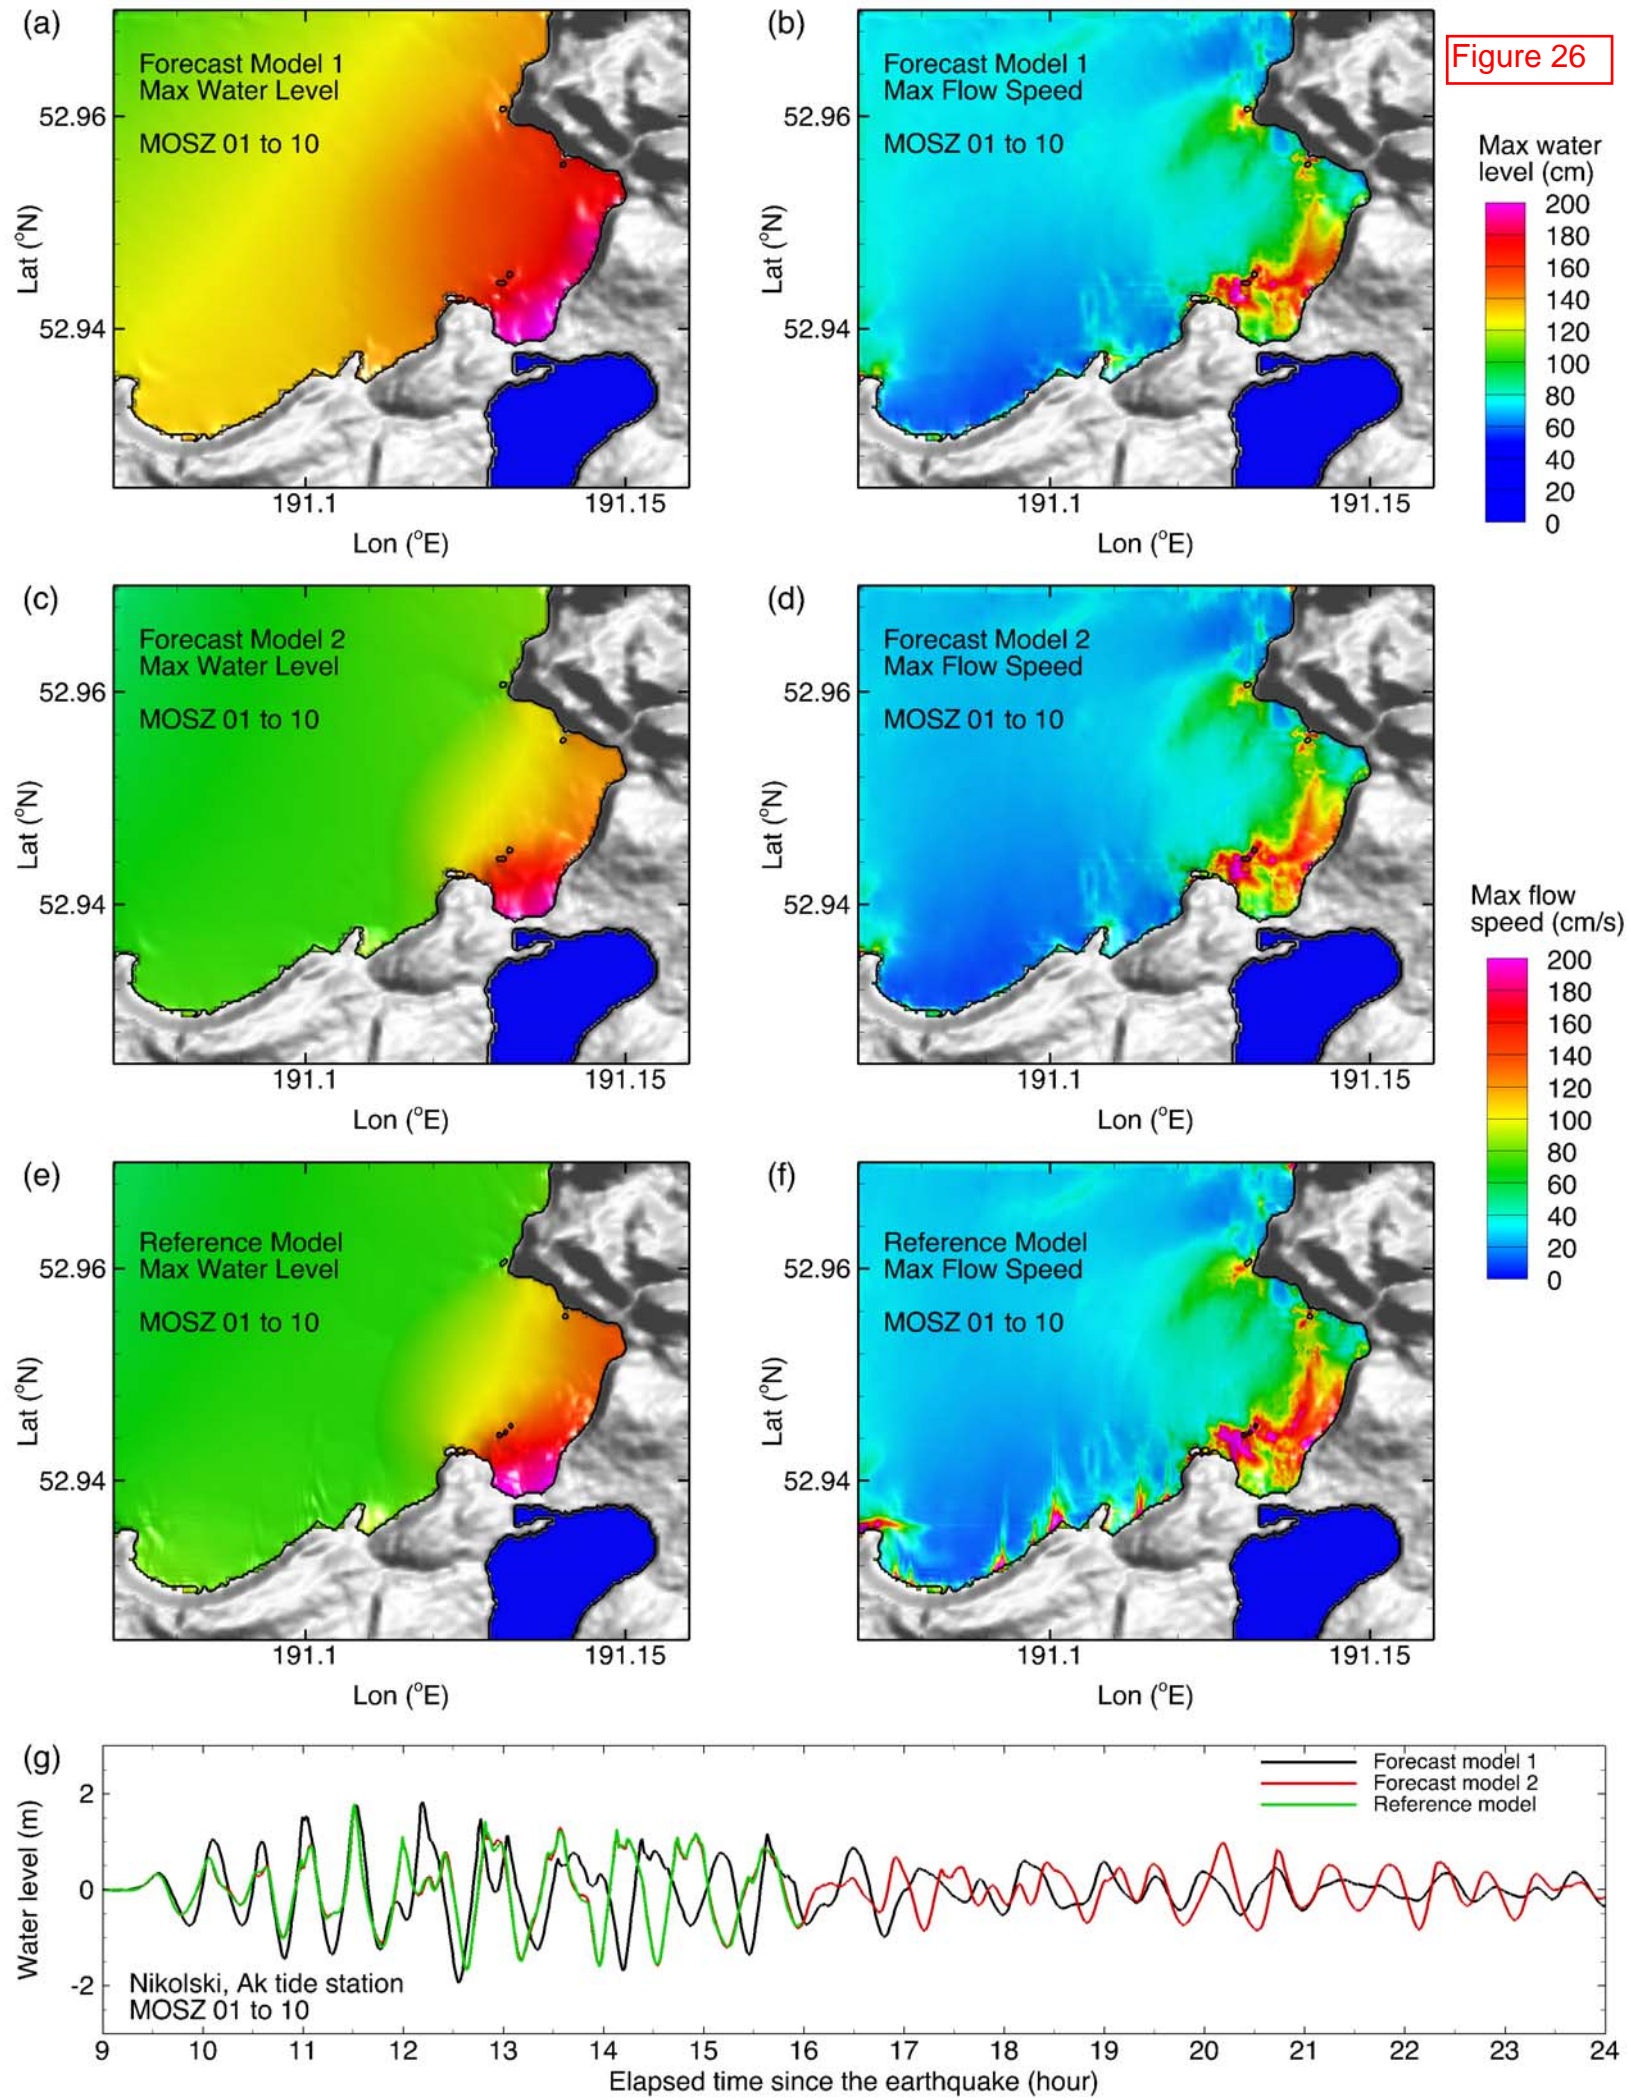 (a)
Forecast Model 1
Max Water Level
MOSZ 01 to 10
52.96
52.94
Lat (°N)
191.1
191.15
Lon (°E)
(b)
Forecast Model 1
Max Flow Speed
MOSZ 01 to 10
52.96
52.94
Lat (°N)
191.1
191.15
Lon (°E)
Figure 26
Max water
level (cm)
200
180
160
140
120
100
80
60
40
20
0
(c)
Forecast Model 2
Max Water Level
MOSZ 01 to 10
52.96
52.94
Lat (°N)
191.1
191.15
Lon (°E)
(d)
Forecast Model 2
Max Flow Speed
MOSZ 01 to 10
52.96
52.94
Lat (°N)
191.1
191.15
Lon (°E)
Max flow
speed (cm/s)
200
180
160
140
120
100
80
60
40
20
0
(e)
Reference Model
Max Water Level
MOSZ 01 to 10
52.96
52.94
Lat (°N)
191.1
191.15
Lon (°E)
(f)
Reference Model
Max Flow Speed
MOSZ 01 to 10
52.96
52.94
Lat (°N)
191.1
191.15
Lon (°E)
(g)
Forecast model 1
Forecast model 2
Reference model
2
0
-2
Water level (m)
Nikolski, Ak tide station
MOSZ 01 to 10
9 10 11 12 13 14 15 16 17 18 19 20 21 22 23 24
Elapsed time since the earthquake (hour)